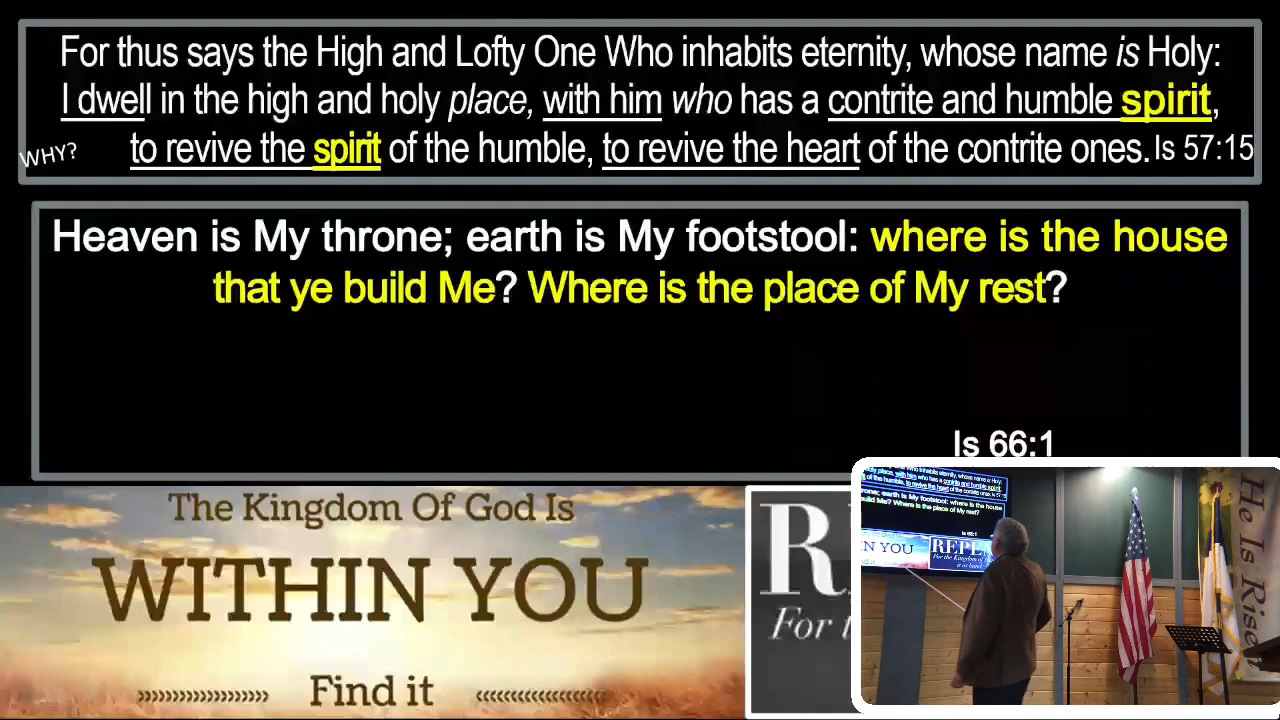 For thus says the High and Lofty One Who inhabits eternity, whose name is Holy:
I dwell in the high and holy place, with him who has a contrite and humble spirit,
WHY? to revive the spirit of the humble, to revive the heart of the contrite ones. Is 57:15
Heaven is My throne; earth is My footstool: where is the house
that ye build Me? Where is the place of My rest?
Is 66:1
The Kingdom Of God Is
WITHIN YOU
Find it
For
He Is Risen